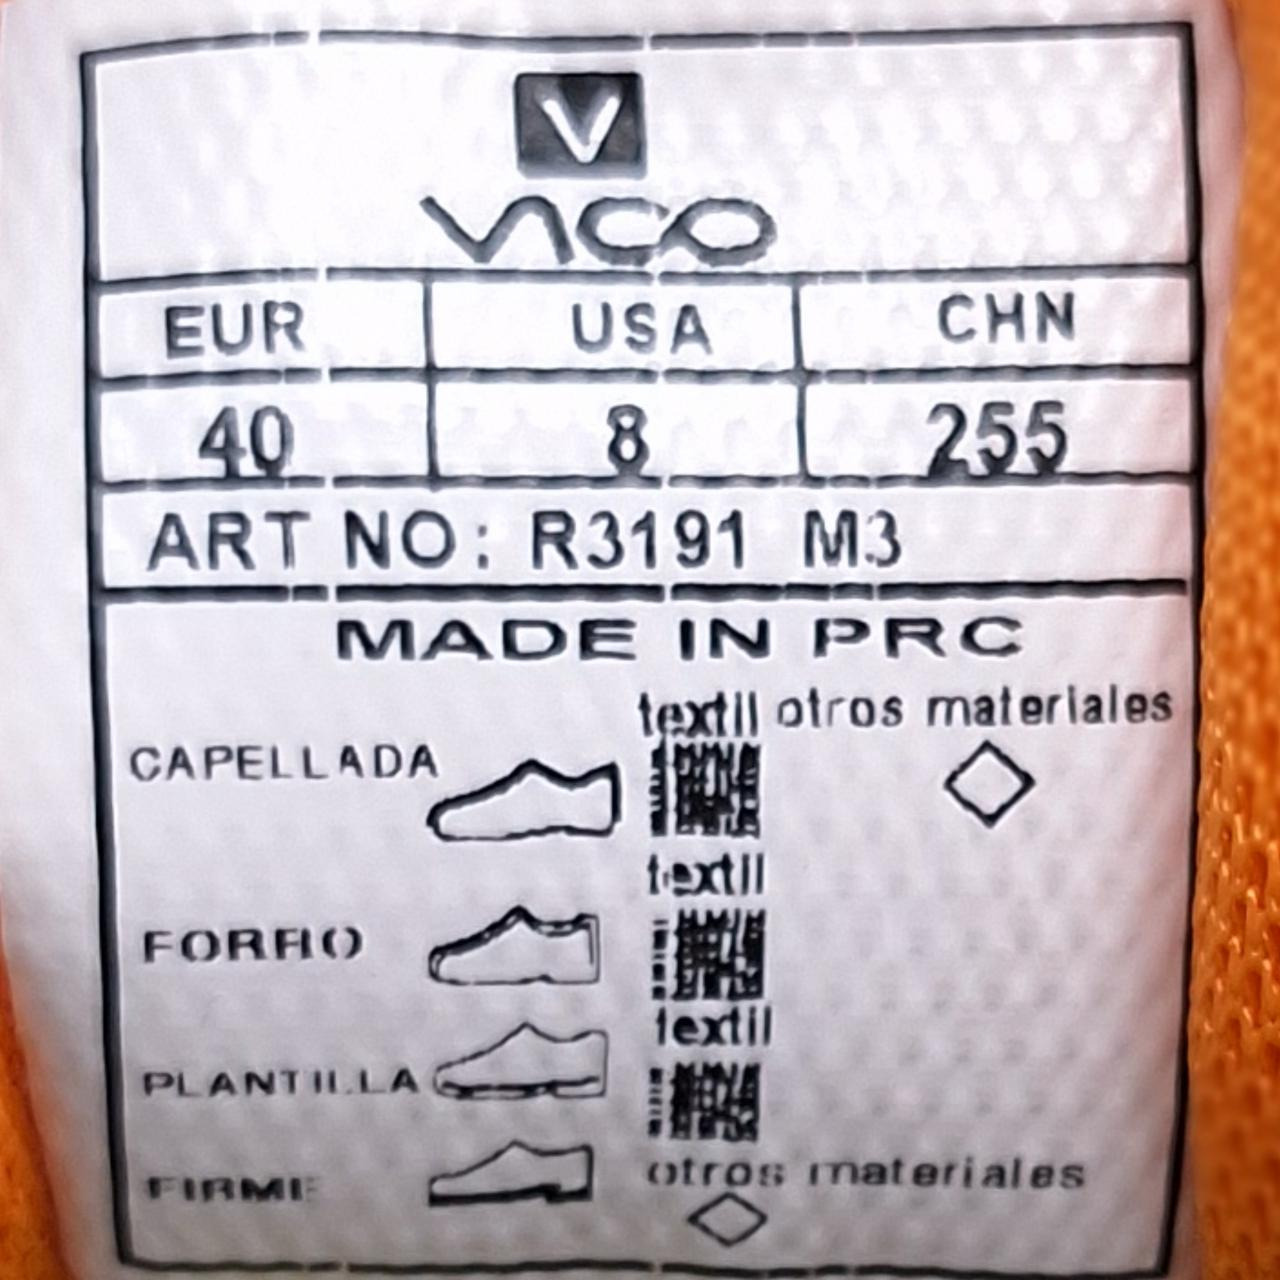 V
VICO
EUR USA CHN
40 8 255
ART NO: R3191 M3
MADE IN PRC
textil otros materiales
CAPELLADA
textil
FORRO
textil
PLANTILLA
FIRME
otros materiales